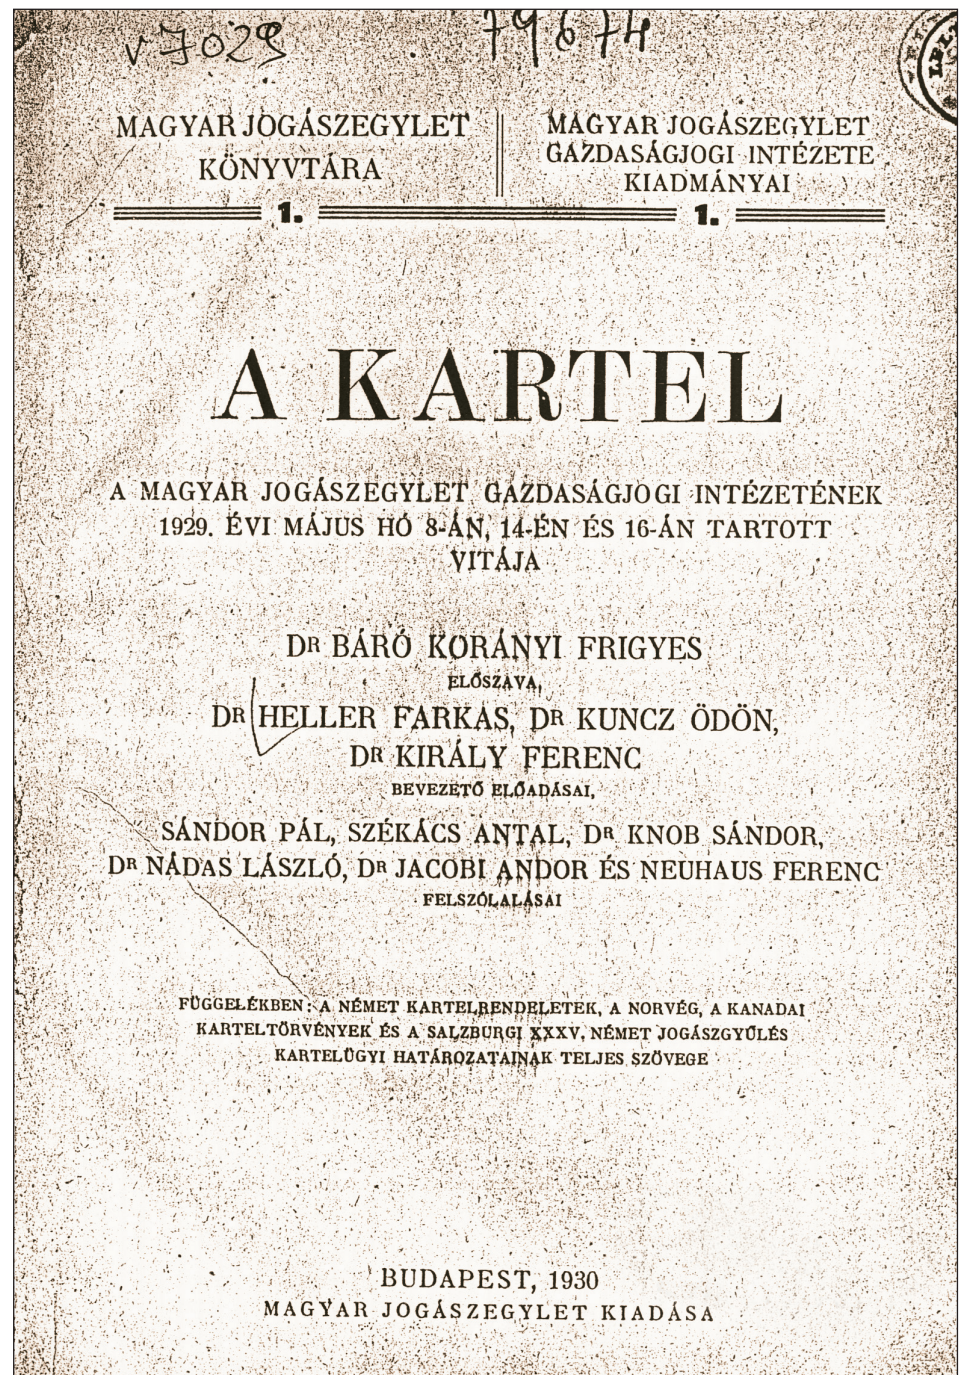 v 7029
79674
MAGYAR JOGÁSZEGYLET
KÖNYVTÁRA
1.
MAGYAR JOGÁSZEGYLET
GAZDASÁGJOGI INTÉZETE
KIADMÁNYAI
1.
A KARTEL
A MAGYAR JOGÁSZEGYLET GAZDASÁGJOGI INTÉZETÉNEK
1929. ÉVI MÁJUS HÓ 8-ÁN, 14-ÉN ÉS 16-ÁN TARTOTT
VITÁJA
DR BÁRÓ KORÁNYI FRIGYES
ELŐSZAVA,
DR HELLER FARKAS, DR KUNCZ ÖDÖN,
DR KIRÁLY FERENC
BEVEZETŐ ELŐADÁSAI,
SÁNDOR PÁL, SZÉKÁCS ANTAL, DR KNOB SÁNDOR,
DR NÁDAS LÁSZLÓ, DR JACOBI ANDOR ÉS NEUHAUS FERENC
FELSZÓLALÁSAI
FÜGGELÉKBEN: A NÉMET KARTELRENDELETEK, A NORVÉG, A KANADAI
KARTELTÖRVÉNYEK ÉS A SALZBURGI XXXV. NÉMET JOGÁSZGYŰLÉS
KARTELÜGYI HATÁROZATAINAK TELJES SZÖVEGE
BUDAPEST, 1930
MAGYAR JOGÁSZEGYLET KIADÁSA